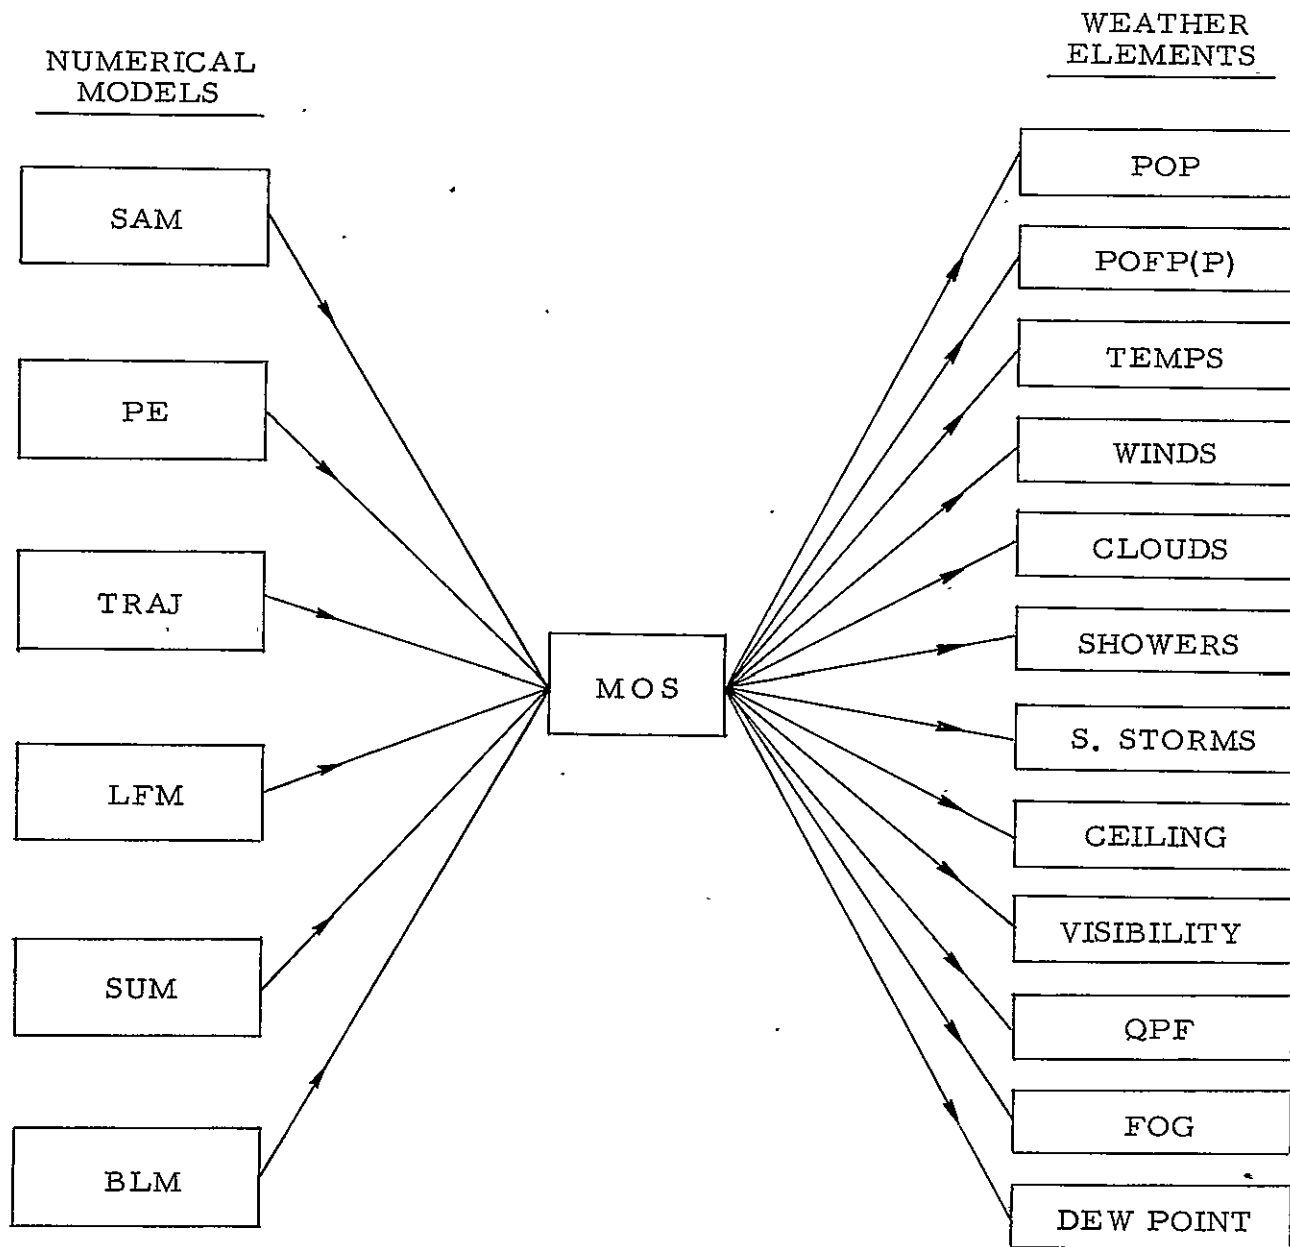 NUMERICAL
MODELS
SAM
PE
TRAJ
LFM
SUM
BLM
MOS
WEATHER
ELEMENTS
POP
POFP(P)
TEMPS
WINDS
CLOUDS
SHOWERS
S. STORMS
CEILING
VISIBILITY
QPF
FOG
DEW POINT